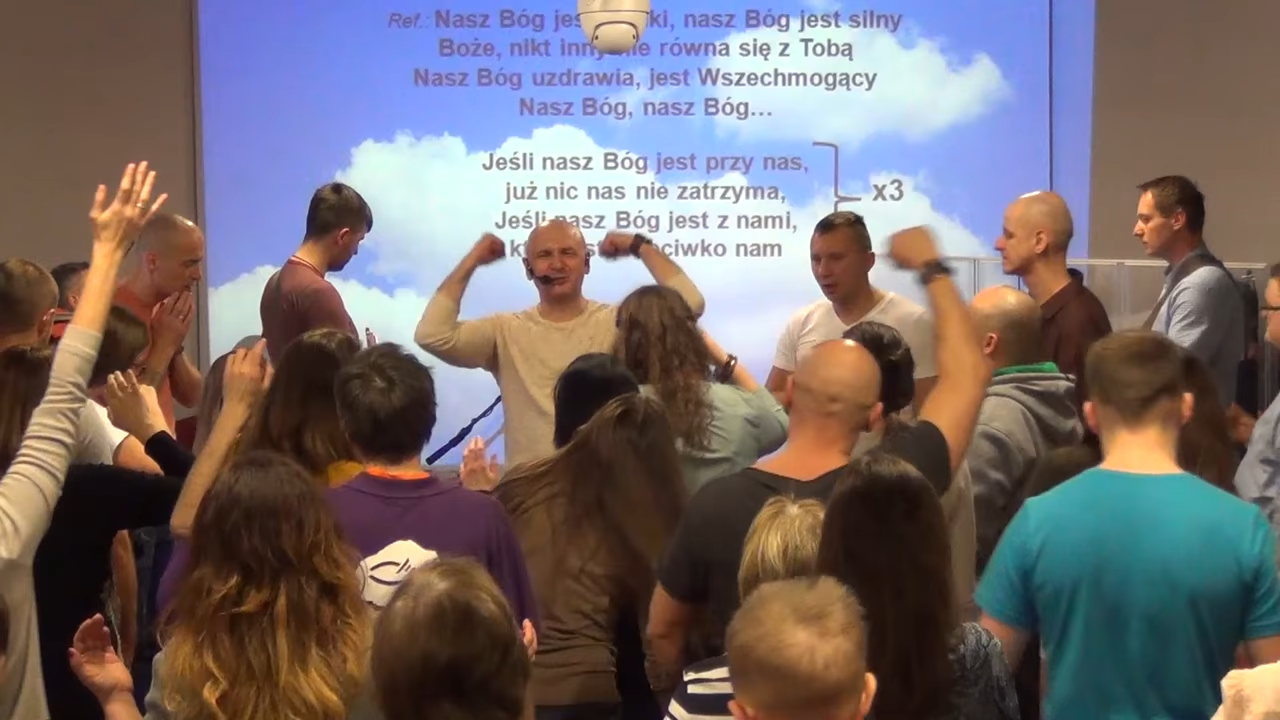 Ref.: Nasz Bóg jest ki, nasz Bóg jest silny
Boże, nikt inny nie równa się z Tobą
Nasz Bóg uzdrawia, jest Wszechmogący
Nasz Bóg, nasz Bóg…
Jeśli nasz Bóg jest przy nas,
już nic nas nie zatrzyma, x3
Jeśli nasz Bóg jest z nami,
nam